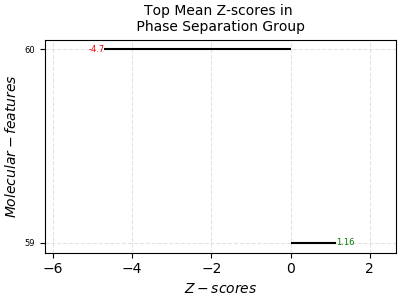 Top Mean Z-scores in
Phase Separation Group
60
-4.7
Molecular − features
59
1.16
−6 −4 −2 0 2
Z − scores